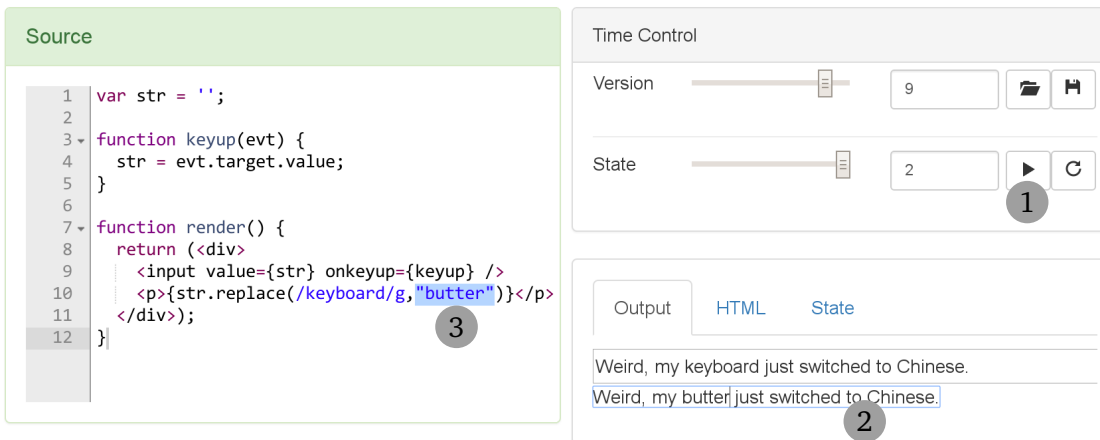 Source
1 var str = '';
2
3 function keyup(evt) {
4 str = evt.target.value;
5 }
6
7 function render() {
8 return (<div>
9 <input value={str} onkeyup={keyup} />
10 <p>{str.replace(/keyboard/g,"butter")}</p>
11 </div>);
12 }
3
Time Control
Version 9
State 2
1
Output HTML State
Weird, my keyboard just switched to Chinese.
Weird, my butter just switched to Chinese.
2